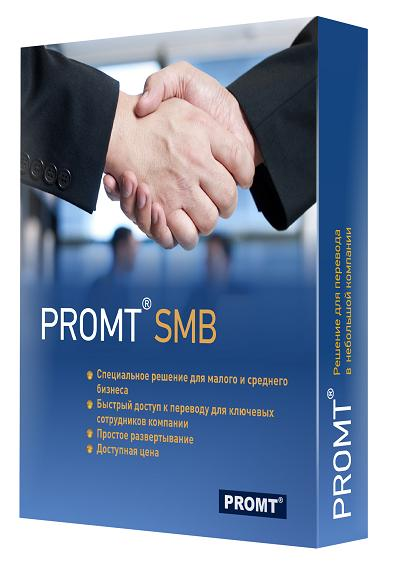 PROMT® SMB
Специальное решение для малого и среднего
бизнеса
Быстрый доступ к переводу для ключевых
сотрудников компании
Простое развертывание
Доступная цена
PROMT®
PROMT®
Решение для перевода
в небольшой компании